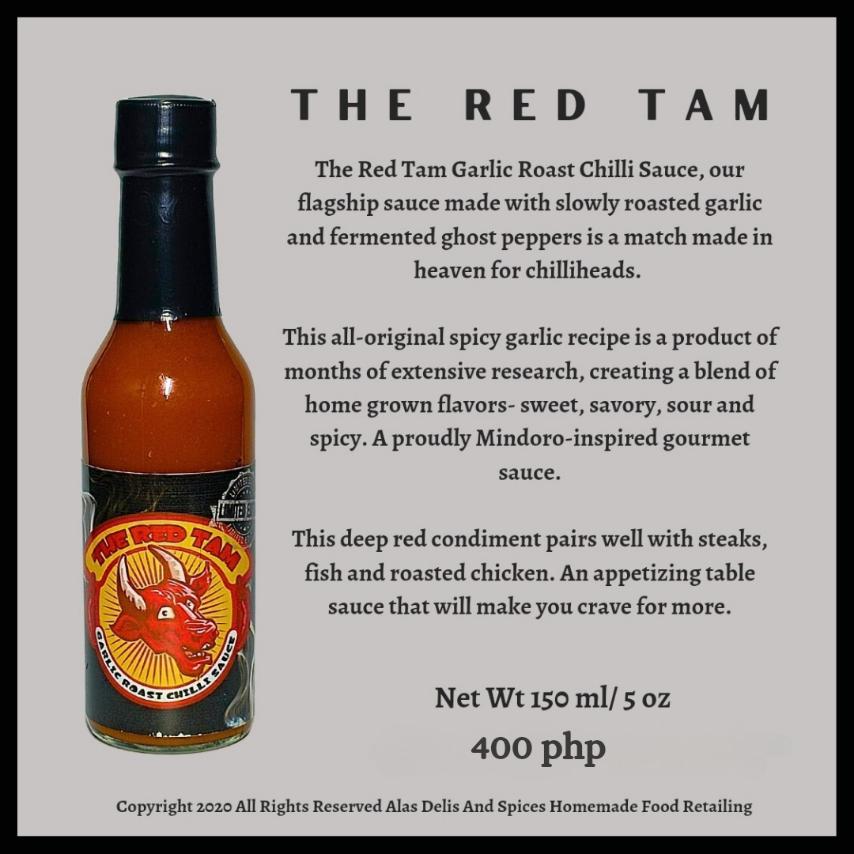 THE RED TAM
The Red Tam Garlic Roast Chilli Sauce, our
flagship sauce made with slowly roasted garlic
and fermented ghost peppers is a match made in
heaven for chilliheads.
This all-original spicy garlic recipe is a product of
months of extensive research, creating a blend of
home grown flavors- sweet, savory, sour and
spicy. A proudly Mindoro-inspired gourmet
sauce.
This deep red condiment pairs well with steaks,
fish and roasted chicken. An appetizing table
sauce that will make you crave for more.
Net Wt 150 ml/ 5 oz
400 php
LIMITED
THE RED TAM
GARLIC ROAST CHILLI SAUCE
Copyright 2020 All Rights Reserved Alas Delis And Spices Homemade Food Retailing